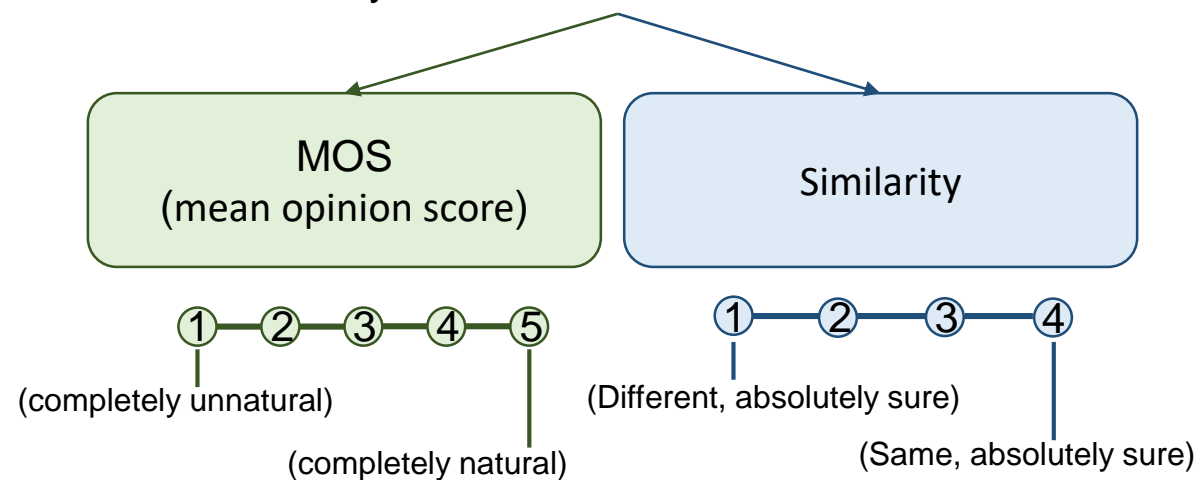 MOS
(mean opinion score)
Similarity
1 2 3 4 5
1 2 3 4
(completely unnatural)
(Different, absolutely sure)
(completely natural)
(Same, absolutely sure)